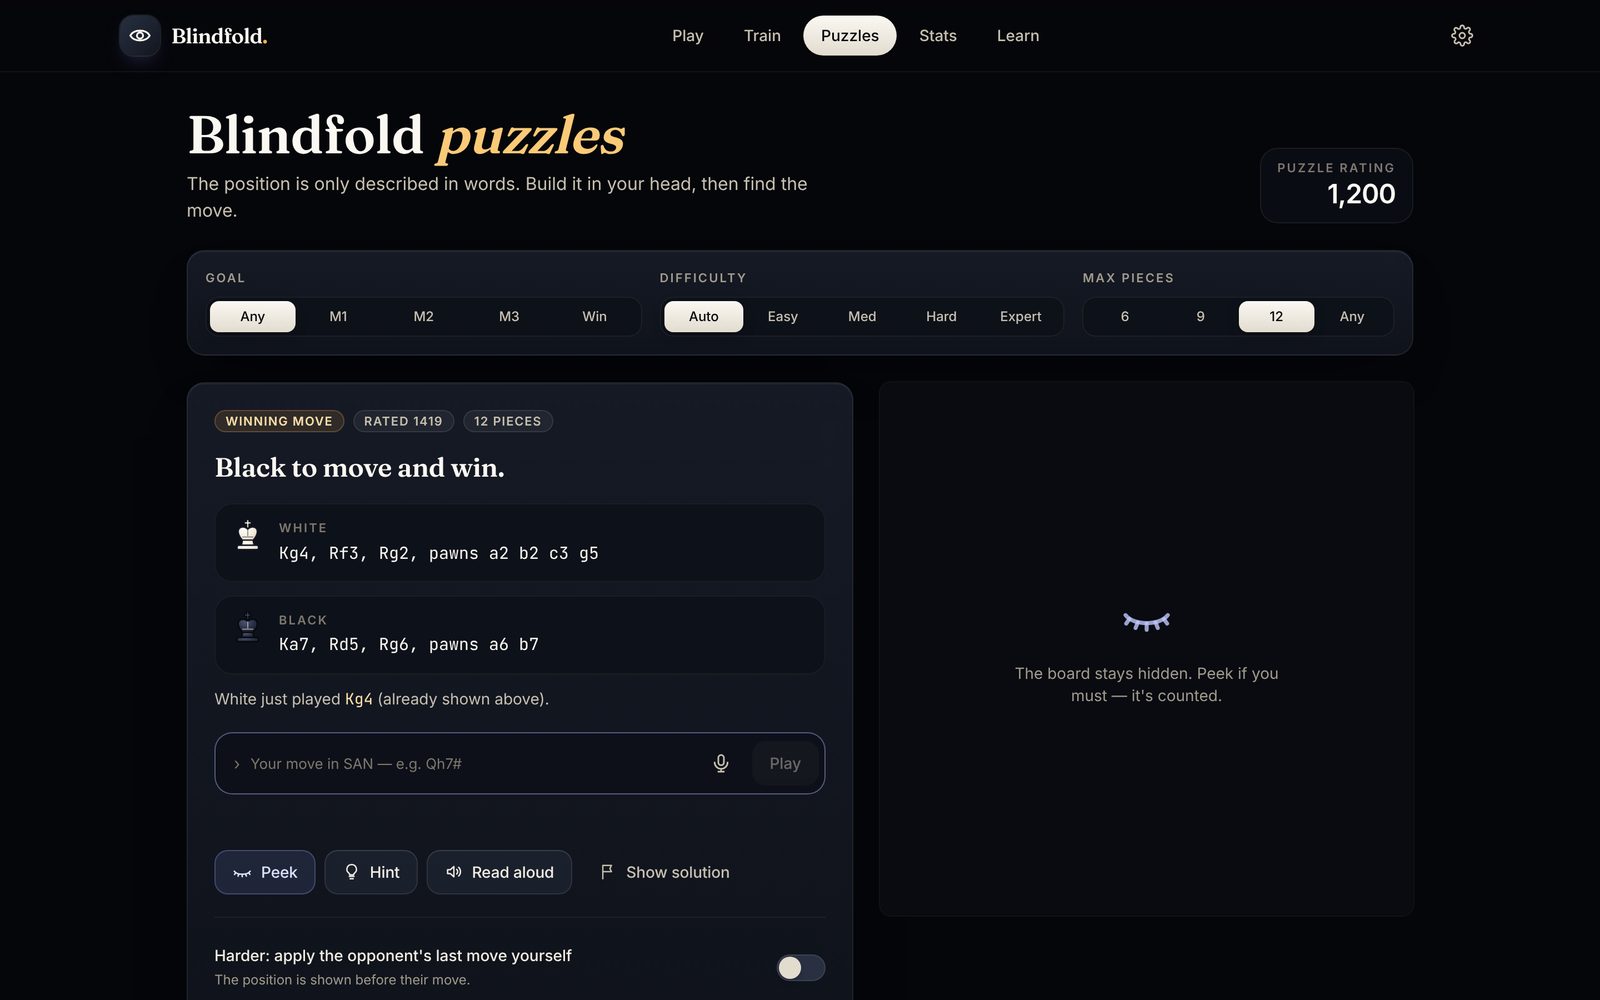 Blindfold.
Play
Train
Puzzles
Stats
Learn
Blindfold puzzles
The position is only described in words. Build it in your head, then find the
move.
PUZZLE RATING
1,200
GOAL
Any
M1
M2
M3
Win
DIFFICULTY
Auto
Easy
Med
Hard
Expert
MAX PIECES
6
9
12
Any
WINNING MOVE
RATED 1419
12 PIECES
Black to move and win.
WHITE
Kg4, Rf3, Rg2, pawns a2 b2 c3 g5
BLACK
Ka7, Rd5, Rg6, pawns a6 b7
White just played Kg4 (already shown above).
› Your move in SAN — e.g. Qh7#
Play
Peek
Hint
Read aloud
Show solution
Harder: apply the opponent's last move yourself
The position is shown before their move.
The board stays hidden. Peek if you
must — it's counted.